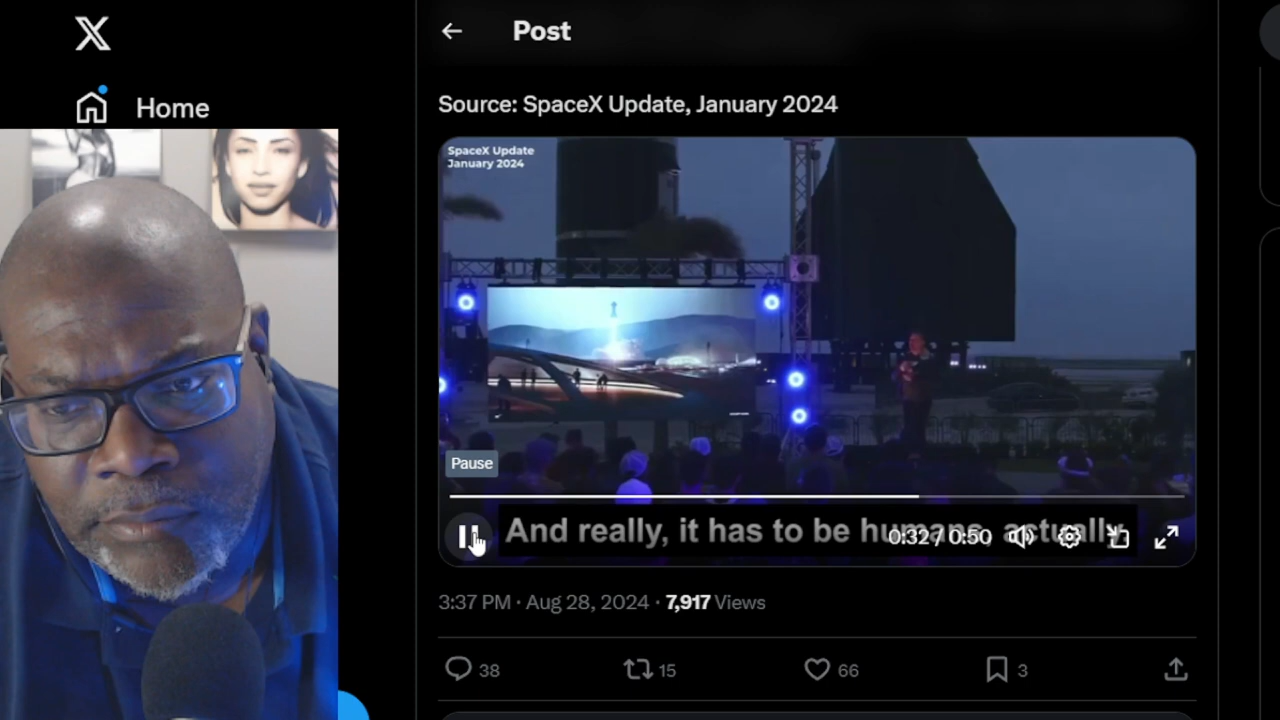 Post
Home
Source: SpaceX Update, January 2024
SpaceX Update
January 2024
Pause
And really, it has to be humans, actually
0:32 / 0:50
3:37 PM · Aug 28, 2024 · 7,917 Views
38
15
66
3